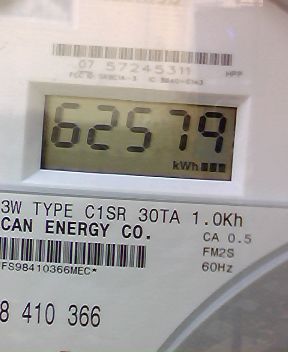 07 57245311
HPP
62579
kWh
3W TYPE C1SR 30TA 1.0Kh
CAN ENERGY CO.
CA 0.5
FM2S
60Hz
*FS98410366MEC*
8 410 366